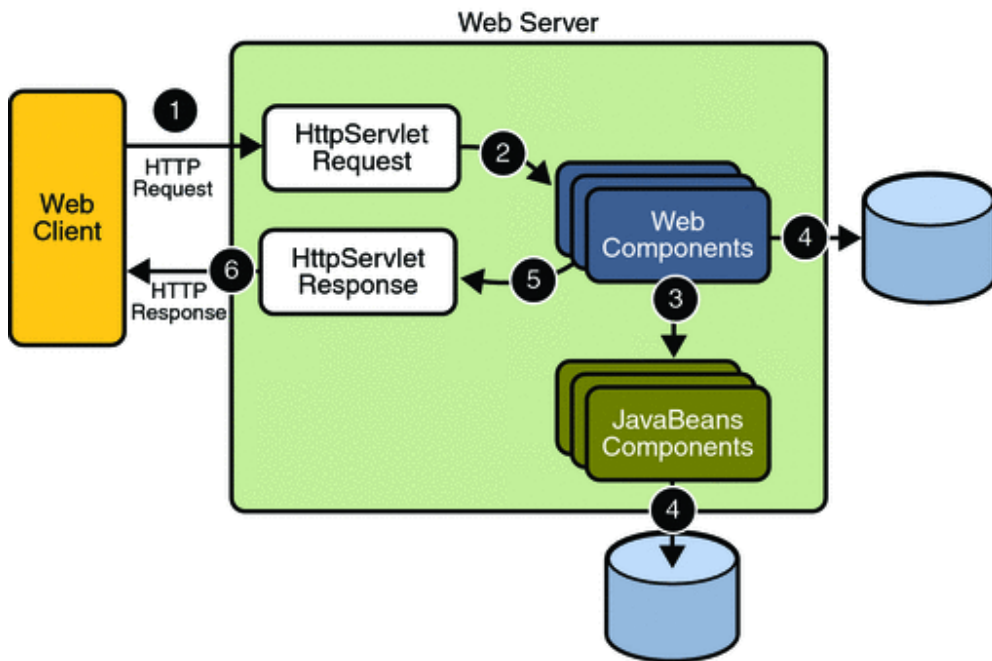 Web Server
1
HTTP
Request
HttpServlet
Request
2
Web
Client
Web
Components
4
HttpServlet
Response
5
6
HTTP
Response
3
JavaBeans
Components
4